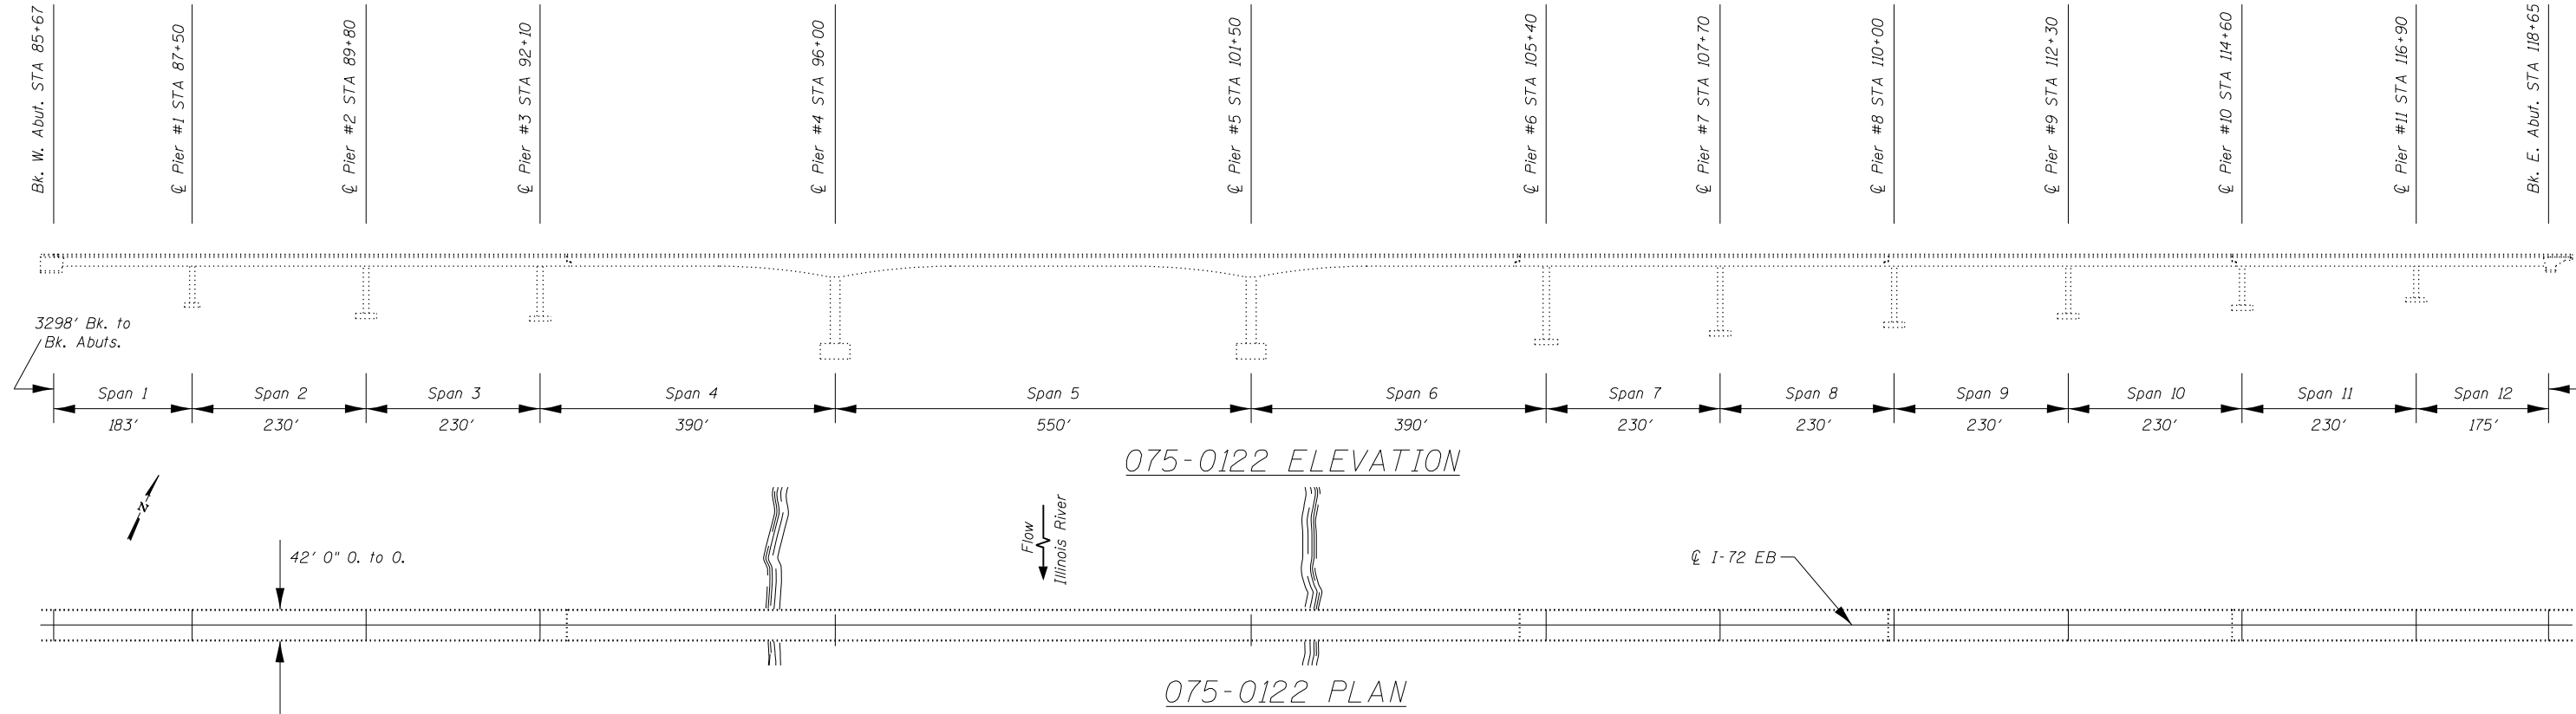 Bk. W. Abut. STA 85+67
℄ Pier #1 STA 87+50
℄ Pier #2 STA 89+80
℄ Pier #3 STA 92+10
℄ Pier #4 STA 96+00
℄ Pier #5 STA 101+50
℄ Pier #6 STA 105+40
℄ Pier #7 STA 107+70
℄ Pier #8 STA 110+00
℄ Pier #9 STA 112+30
℄ Pier #10 STA 114+60
℄ Pier #11 STA 116+90
Bk. E. Abut. STA 118+65
3298' Bk. to
Bk. Abuts.
Span 1
Span 2
Span 3
Span 4
Span 5
Span 6
Span 7
Span 8
Span 9
Span 10
Span 11
Span 12
183'
230'
230'
390'
550'
390'
230'
230'
230'
230'
230'
175'
075-0122 ELEVATION
N
Flow
Illinois River
42' 0" O. to O.
℄ I-72 EB
075-0122 PLAN